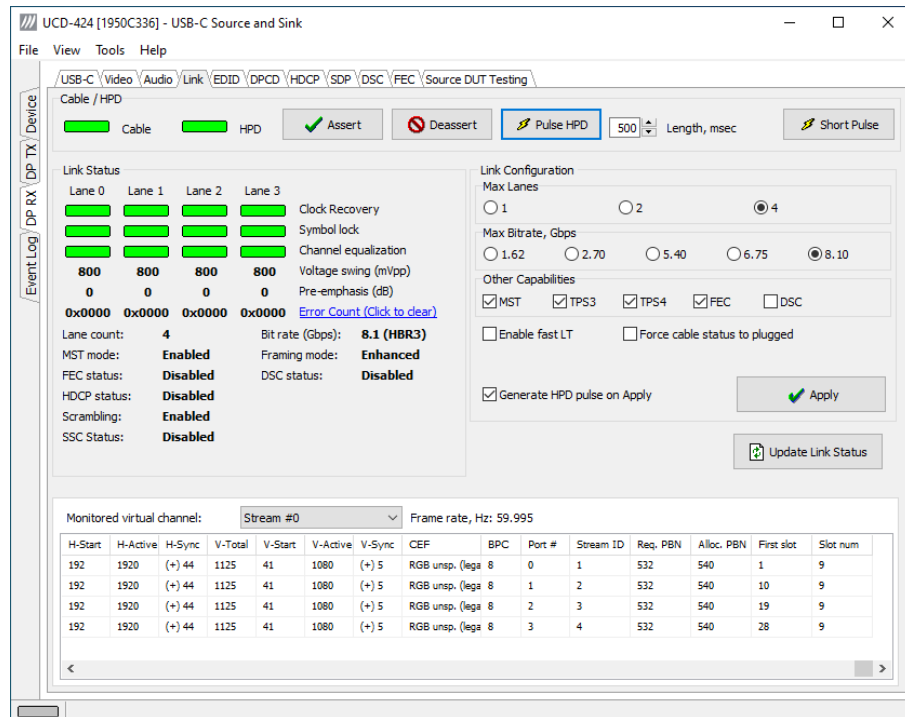 UCD-424 [1950C336] - USB-C Source and Sink
File View Tools Help
USB-C Video Audio Link EDID DPCD HDCP SDP DSC FEC Source DUT Testing
Device
DP TX
DP RX
Event Log
Cable / HPD
Cable HPD Assert Deassert Pulse HPD 500 Length, msec Short Pulse
Link Status
Lane 0 Lane 1 Lane 2 Lane 3
Clock Recovery
Symbol lock
Channel equalization
800 800 800 800 Voltage swing (mVpp)
0 0 0 0 Pre-emphasis (dB)
0x0000 0x0000 0x0000 0x0000 Error Count (Click to clear)
Lane count: 4 Bit rate (Gbps): 8.1 (HBR3)
MST mode: Enabled Framing mode: Enhanced
FEC status: Disabled DSC status: Disabled
HDCP status: Disabled
Scrambling: Enabled
SSC Status: Disabled
Link Configuration
Max Lanes
1 2 4
Max Bitrate, Gbps
1.62 2.70 5.40 6.75 8.10
Other Capabilities
MST TPS3 TPS4 FEC DSC
Enable fast LT Force cable status to plugged
Generate HPD pulse on Apply Apply
Update Link Status
Monitored virtual channel: Stream #0 Frame rate, Hz: 59.995
H-Start H-Active H-Sync V-Total V-Start V-Active V-Sync CEF BPC Port # Stream ID Req. PBN Alloc. PBN First slot Slot num
192 1920 (+) 44 1125 41 1080 (+) 5 RGB unsp. (lega 8 0 1 532 540 1 9
192 1920 (+) 44 1125 41 1080 (+) 5 RGB unsp. (lega 8 1 2 532 540 10 9
192 1920 (+) 44 1125 41 1080 (+) 5 RGB unsp. (lega 8 2 3 532 540 19 9
192 1920 (+) 44 1125 41 1080 (+) 5 RGB unsp. (lega 8 3 4 532 540 28 9